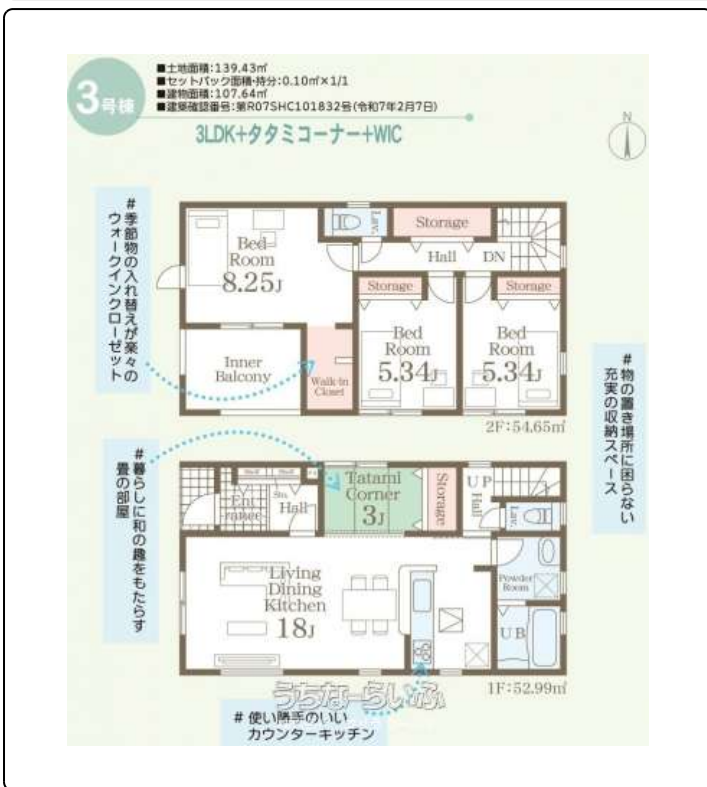 3号棟
■土地面積:139.43㎡
■セットバック面積・持分:0.10㎡×1/1
■建物面積:107.64㎡
■建築確認番号:第R07SHC101832号(令和7年2月7日)
3LDK+タタミコーナー+WIC
N
#季節物の入れ替えが楽々の
ウォークインクローゼット
Bed
Room
8.25J
Lav.
Storage
Hall
DN
Storage
Storage
Inner
Balcony
Walk-in
Closet
Bed
Room
5.34J
Bed
Room
5.34J
2F:54.65㎡
#物の置き場所に困らない
充実の収納スペース
#暮らしに和の趣をもたらす
畳の部屋
Shelf
Shelf
Ent
rance
Sto.
Hall
Tatami
Corner
3J
Storage
UP
Hall
Lav.
Living
Dining
Kitchen
18J
Powder
Room
UB
1F:52.99㎡
うちなーらいふ
#使い勝手のいい
カウンターキッチン